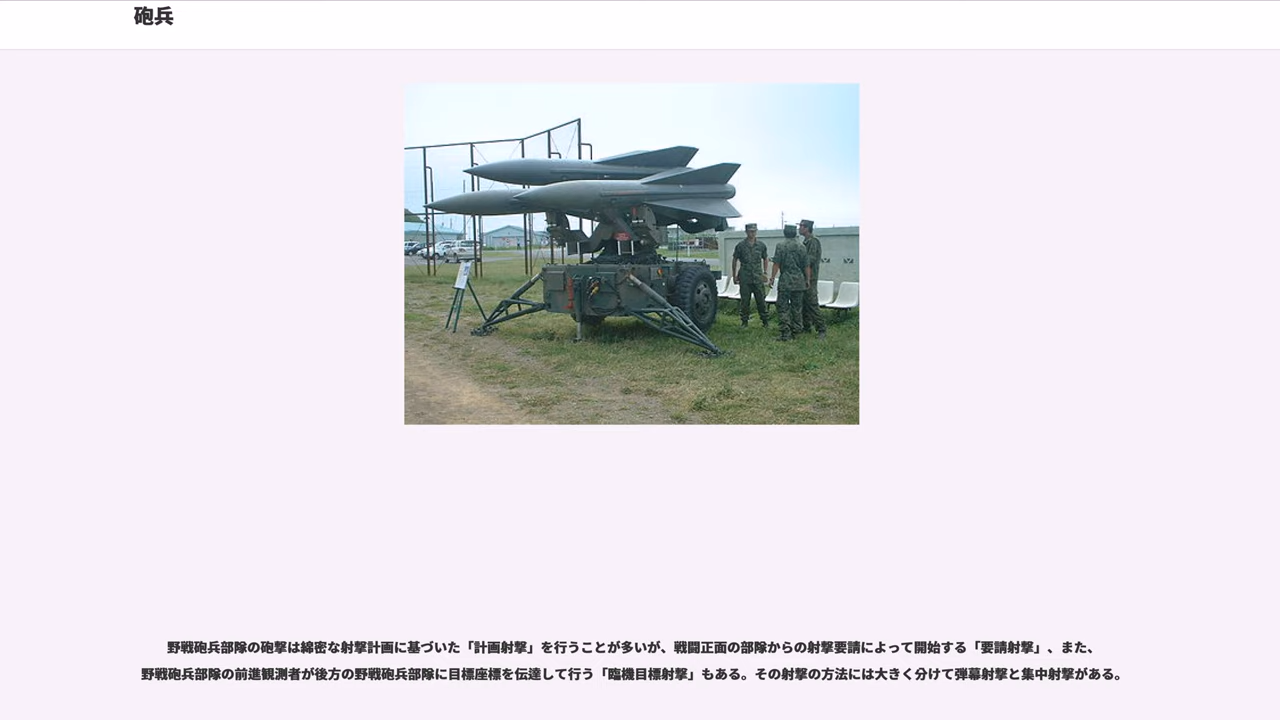 砲兵
野戦砲兵部隊の砲撃は綿密な射撃計画に基づいた「計画射撃」を行うことが多いが、戦闘正面の部隊からの射撃要請によって開始する「要請射撃」、また、
野戦砲兵部隊の前進観測者が後方の野戦砲兵部隊に目標座標を伝達して行う「臨機目標射撃」もある。その射撃の方法には大きく分けて弾幕射撃と集中射撃がある。